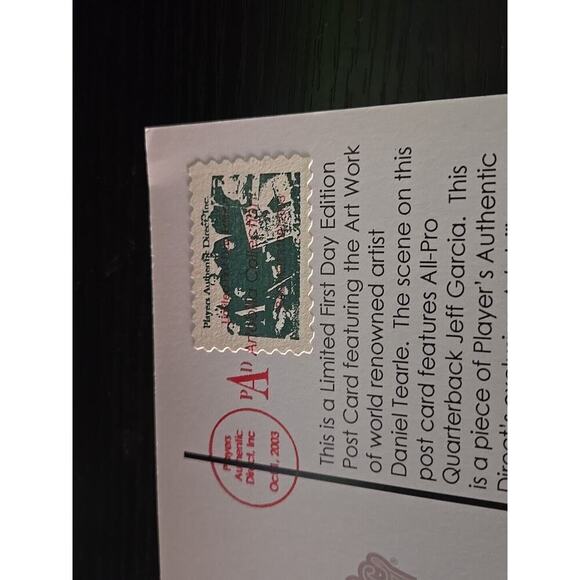 Players Authentic Direct Inc.
PAD
Players
Authentic
Direct, Inc
Oct 1, 2003
This is a Limited First Day Edition
Post Card featuring the Art Work
of world renowned artist
Daniel Tearle. The scene on this
post card features All-Pro
Quarterback Jeff Garcia. This
is a piece of Player's Authentic
Direct's